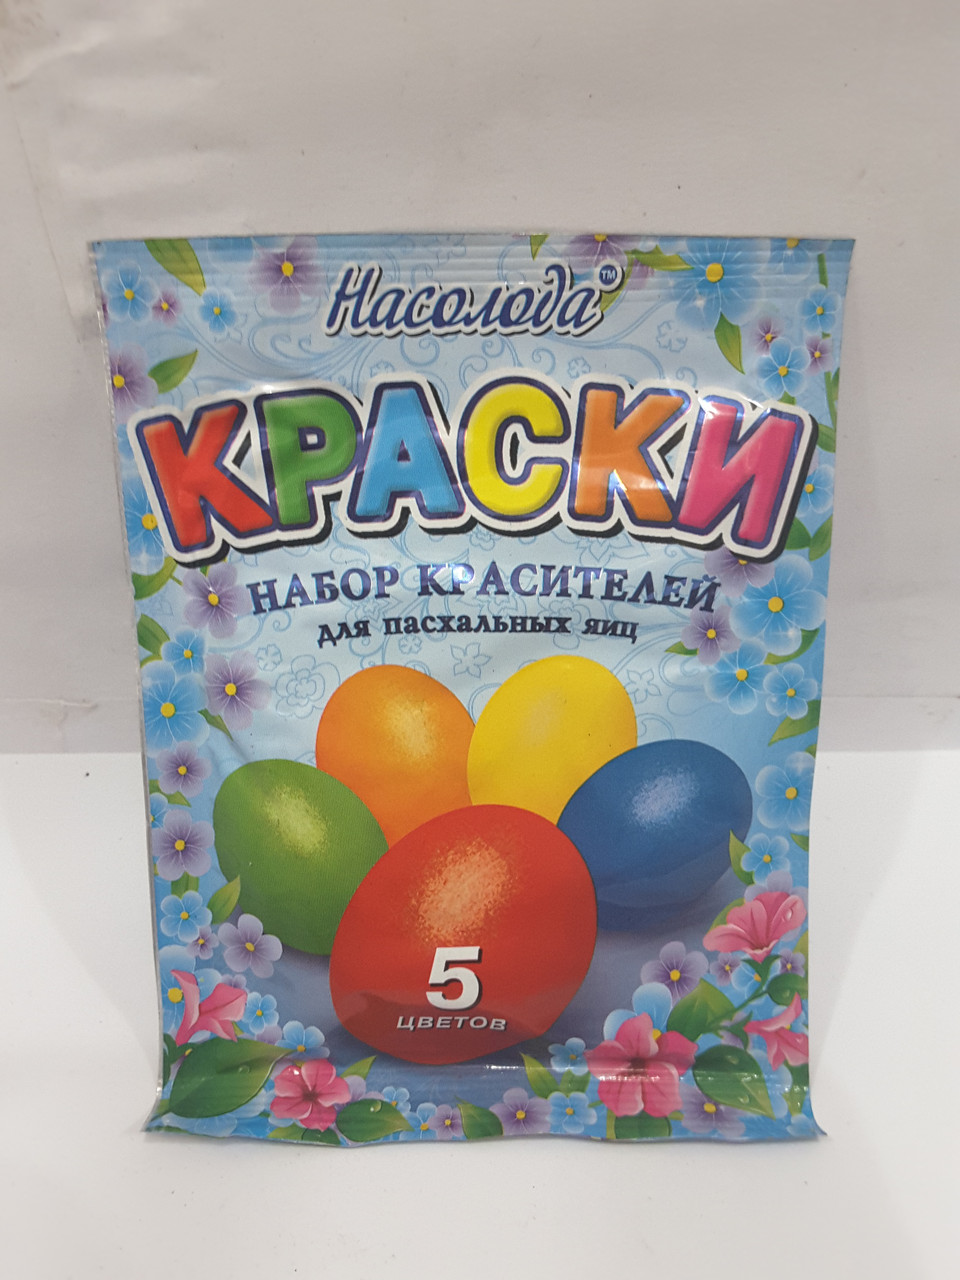 Насолода™
КРАСКИ
НАБОР КРАСИТЕЛЕЙ
для пасхальных яиц
5
ЦВЕТОВ